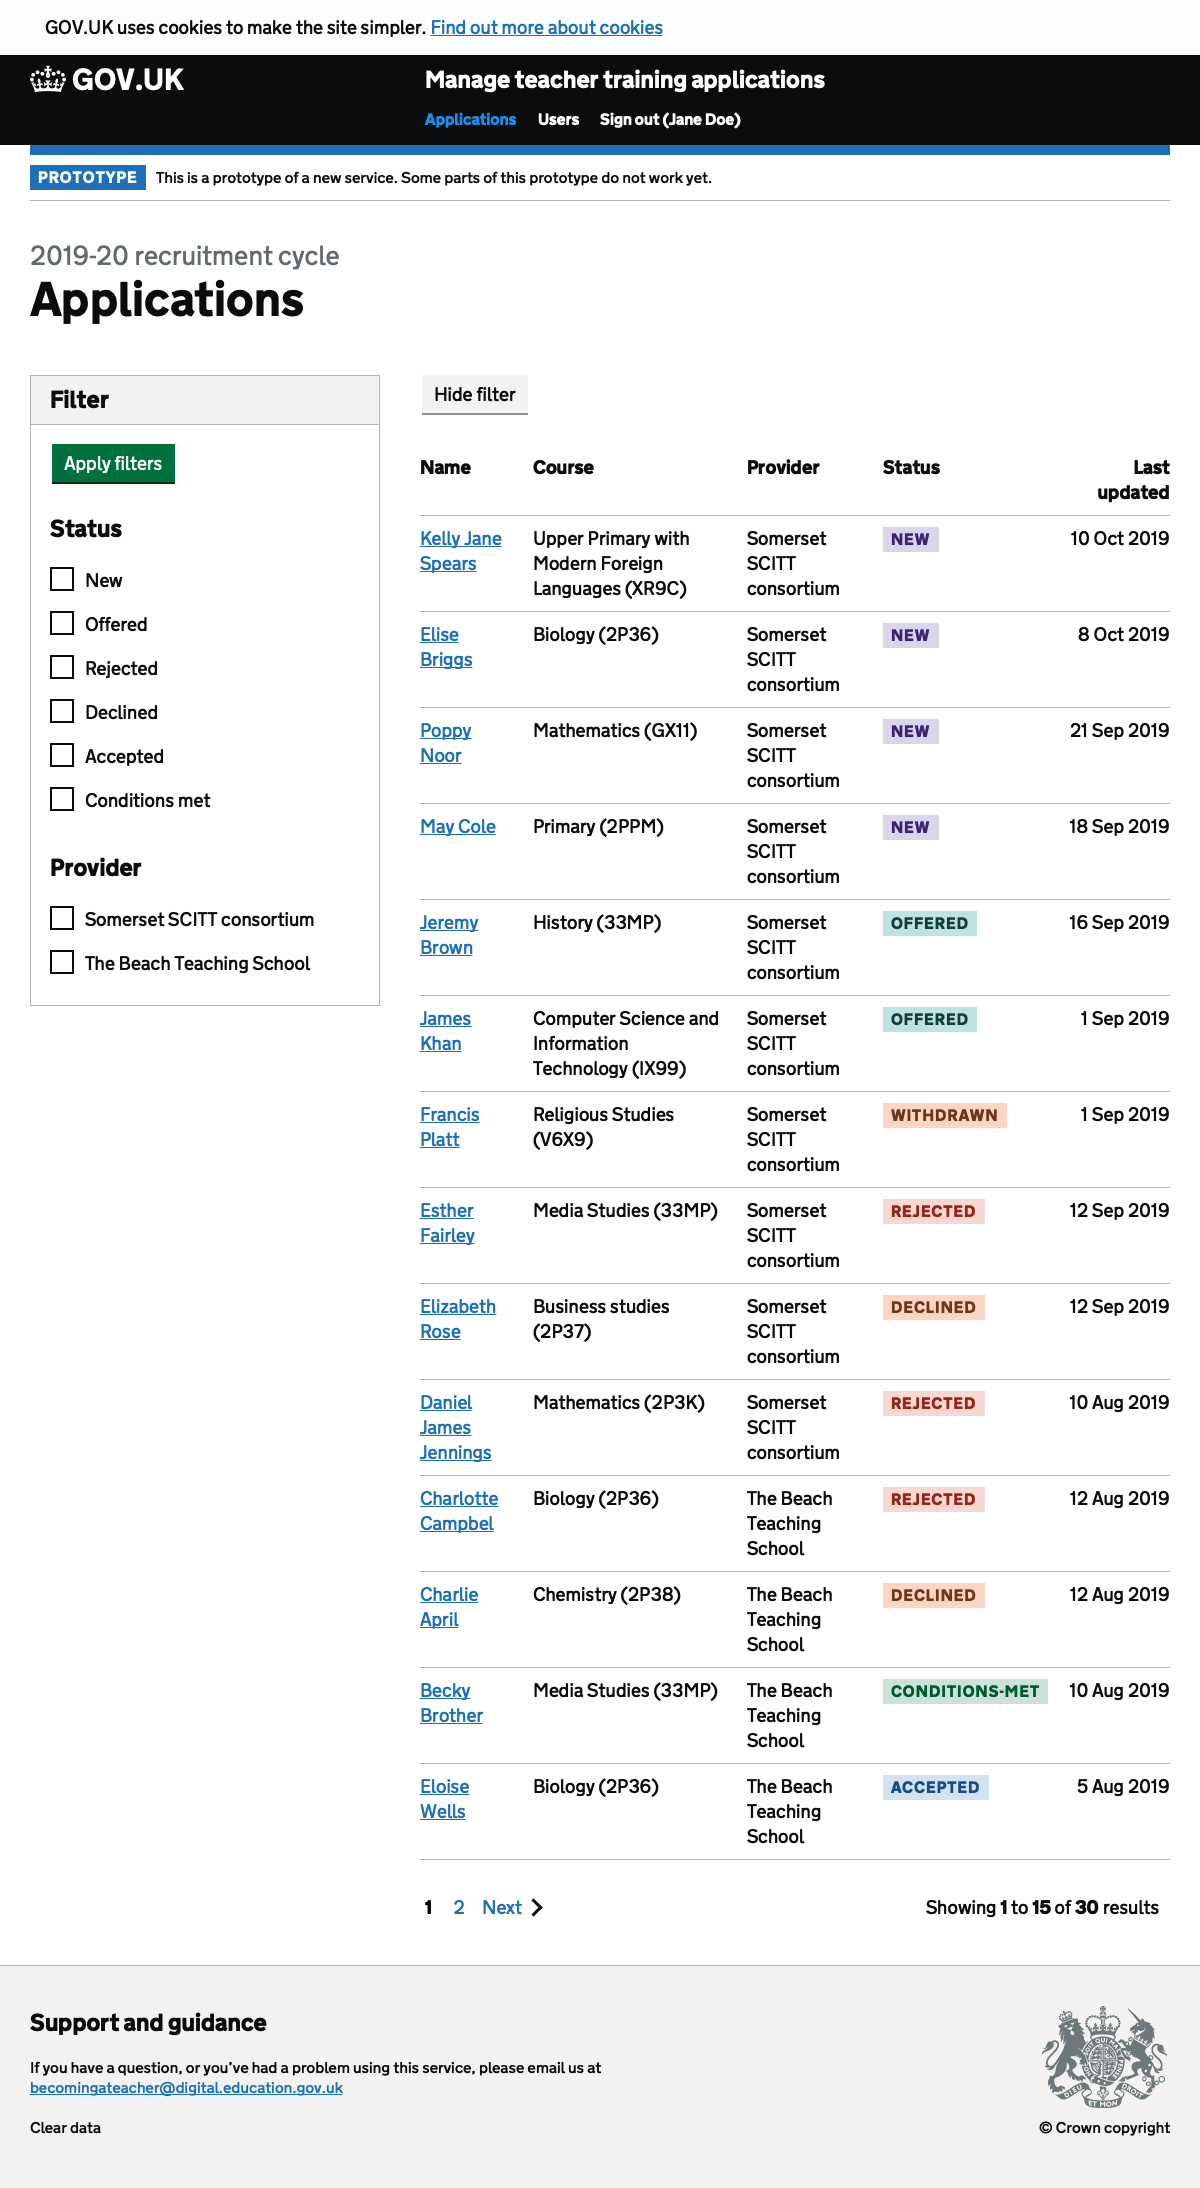 GOV.UK uses cookies to make the site simpler. Find out more about cookies
GOV.UK
Manage teacher training applications
Applications Users Sign out (Jane Doe)
PROTOTYPE This is a prototype of a new service. Some parts of this prototype do not work yet.
2019-20 recruitment cycle
Applications
Filter
Apply filters
Status
New
Offered
Rejected
Declined
Accepted
Conditions met
Provider
Somerset SCITT consortium
The Beach Teaching School
Hide filter
Name Course Provider Status Last
updated
Kelly Jane Upper Primary with Somerset NEW 10 Oct 2019
Spears Modern Foreign SCITT
Languages (XR9C) consortium
Elise Biology (2P36) Somerset NEW 8 Oct 2019
Briggs SCITT
consortium
Poppy Mathematics (GX11) Somerset NEW 21 Sep 2019
Noor SCITT
consortium
May Cole Primary (2PPM) Somerset NEW 18 Sep 2019
SCITT
consortium
Jeremy History (33MP) Somerset OFFERED 16 Sep 2019
Brown SCITT
consortium
James Computer Science and Somerset OFFERED 1 Sep 2019
Khan Information SCITT
Technology (IX99) consortium
Francis Religious Studies Somerset WITHDRAWN 1 Sep 2019
Platt (V6X9) SCITT
consortium
Esther Media Studies (33MP) Somerset REJECTED 12 Sep 2019
Fairley SCITT
consortium
Elizabeth Business studies Somerset DECLINED 12 Sep 2019
Rose (2P37) SCITT
consortium
Daniel Mathematics (2P3K) Somerset REJECTED 10 Aug 2019
James SCITT
Jennings consortium
Charlotte Biology (2P36) The Beach REJECTED 12 Aug 2019
Campbel Teaching
School
Charlie Chemistry (2P38) The Beach DECLINED 12 Aug 2019
April Teaching
School
Becky Media Studies (33MP) The Beach CONDITIONS-MET 10 Aug 2019
Brother Teaching
School
Eloise Biology (2P36) The Beach ACCEPTED 5 Aug 2019
Wells Teaching
School
1 2 Next Showing 1 to 15 of 30 results
Support and guidance
If you have a question, or you’ve had a problem using this service, please email us at
becomingateacher@digital.education.gov.uk
Clear data
DIEU ET MON DROIT
© Crown copyright